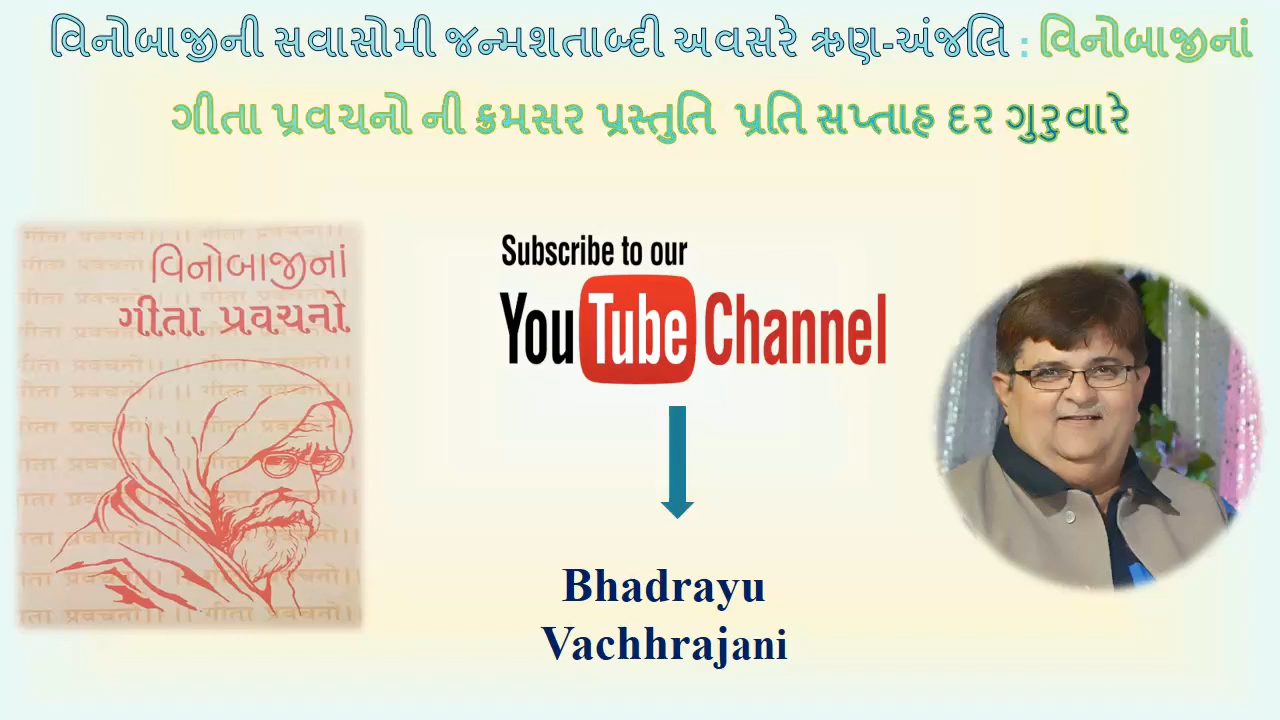 વિનોબાજીની સવાસોમી જન્મશતાબ્દી અવસરે ઋણ-અંજલિ : વિનોબાજીનાં
ગીતા પ્રવચનો ની ક્રમસર પ્રસ્તુતિ પ્રતિ સપ્તાહ દર ગુરુવારે
વિનોબાજીનાં
ગીતા પ્રવચનો
Subscribe to our
YouTube Channel
Bhadrayu
Vachhrajani